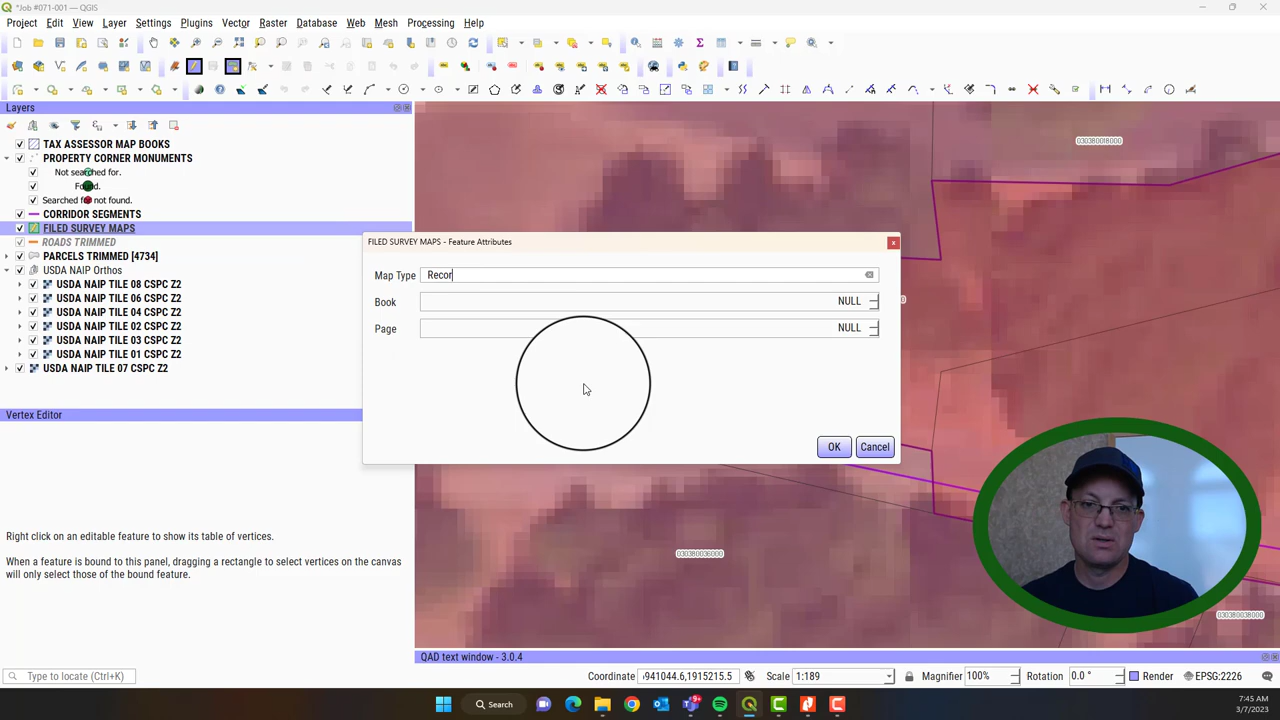 *Job #071-001 — QGIS
Project Edit View Layer Settings Plugins Vector Raster Database Web Mesh Processing Help
Layers
TAX ASSESSOR MAP BOOKS
PROPERTY CORNER MONUMENTS
Not searched for.
Found.
Searched for not found.
CORRIDOR SEGMENTS
FILED SURVEY MAPS
ROADS TRIMMED
PARCELS TRIMMED [4734]
USDA NAIP Orthos
USDA NAIP TILE 08 CSPC Z2
USDA NAIP TILE 06 CSPC Z2
USDA NAIP TILE 04 CSPC Z2
USDA NAIP TILE 02 CSPC Z2
USDA NAIP TILE 03 CSPC Z2
USDA NAIP TILE 01 CSPC Z2
USDA NAIP TILE 07 CSPC Z2
Vertex Editor
Right click on an editable feature to show its table of vertices.
When a feature is bound to this panel, dragging a rectangle to select vertices on the canvas
will only select those of the bound feature.
030380018000
FILED SURVEY MAPS - Feature Attributes
Map Type Recor
Book NULL
Page NULL
OK Cancel
030380036000
030380038000
QAD text window - 3.0.4
Type to locate (Ctrl+K)
Coordinate 941044.6,1915215.5 Scale 1:189 Magnifier 100% Rotation 0.0 ° Render EPSG:2226
Search
7:45 AM
3/7/2023